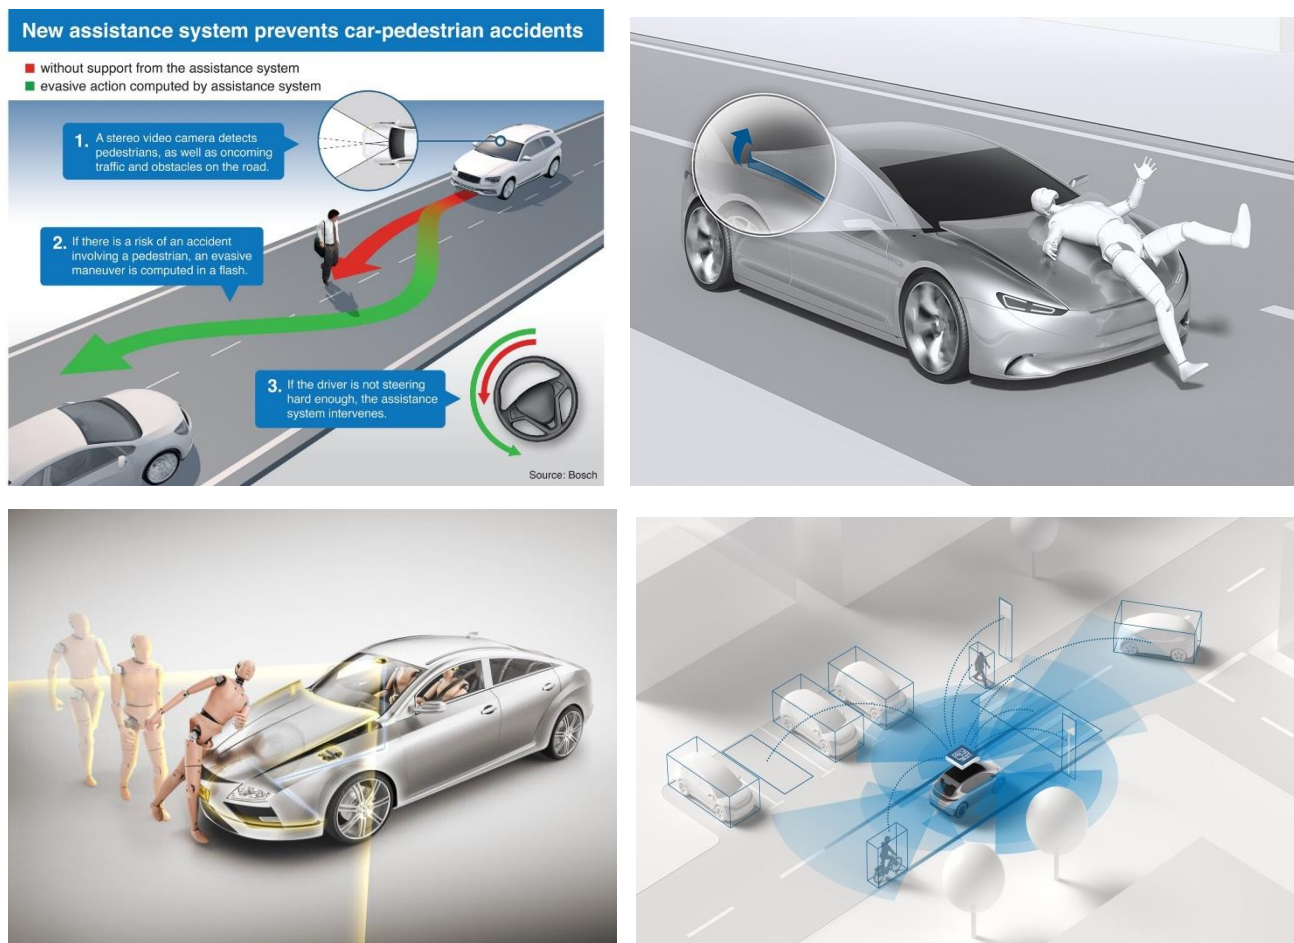 New assistance system prevents car-pedestrian accidents
without support from the assistance system
evasive action computed by assistance system
1. A stereo video camera detects
pedestrians, as well as oncoming
traffic and obstacles on the road.
2. If there is a risk of an accident
involving a pedestrian, an evasive
maneuver is computed in a flash.
3. If the driver is not steering
hard enough, the assistance
system intervenes.
Source: Bosch